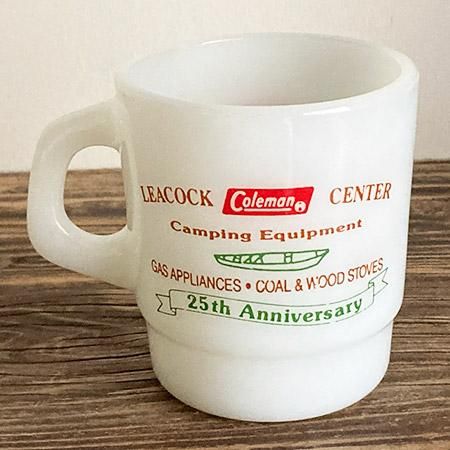 LEACOCK Coleman CENTER
Camping Equipment
GAS APPLIANCES • COAL & WOOD STOVES
25th Anniversary